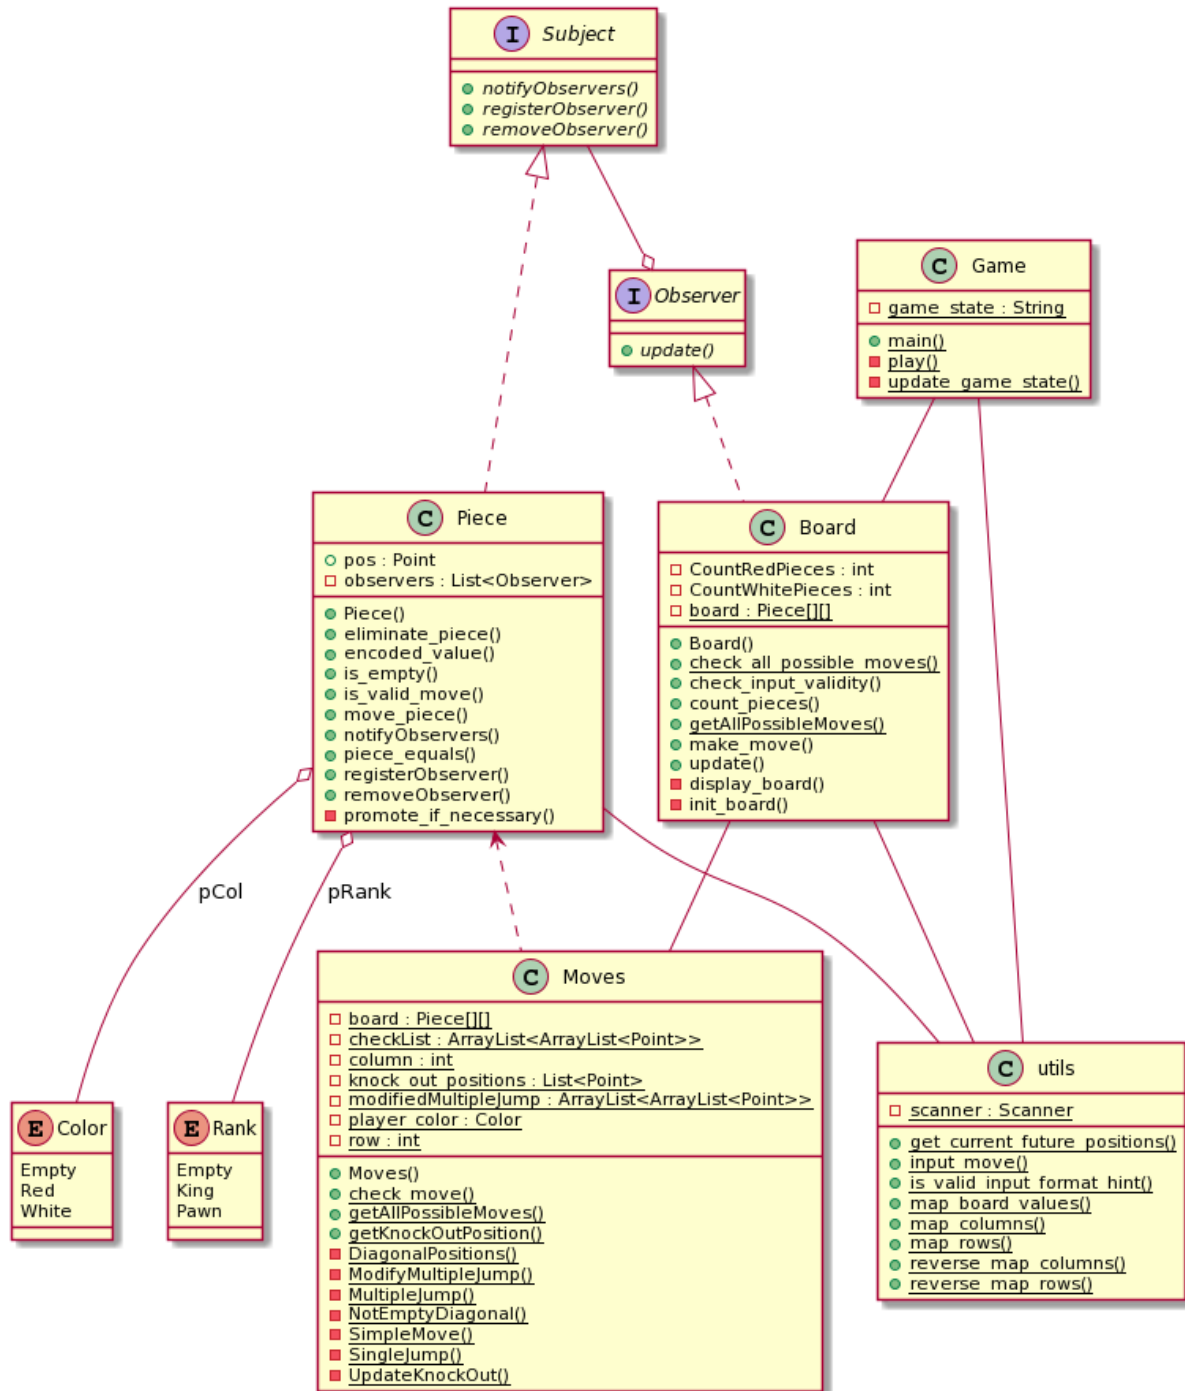 I Subject
notifyObservers()
registerObserver()
removeObserver()
I Observer
update()
C Game
game_state : String
main()
play()
update_game_state()
C Piece
pos : Point
observers : List<Observer>
Piece()
eliminate_piece()
encoded_value()
is_empty()
is_valid_move()
move_piece()
notifyObservers()
piece_equals()
registerObserver()
removeObserver()
promote_if_necessary()
C Board
CountRedPieces : int
CountWhitePieces : int
board : Piece[][]
Board()
check_all_possible_moves()
check_input_validity()
count_pieces()
getAllPossibleMoves()
make_move()
update()
display_board()
init_board()
pCol
pRank
C Moves
board : Piece[][]
checkList : ArrayList<ArrayList<Point>>
column : int
knock_out_positions : List<Point>
modifiedMultipleJump : ArrayList<ArrayList<Point>>
player_color : Color
row : int
Moves()
check_move()
getAllPossibleMoves()
getKnockOutPosition()
DiagonalPositions()
ModifyMultipleJump()
MultipleJump()
NotEmptyDiagonal()
SimpleMove()
SingleJump()
UpdateKnockOut()
C utils
scanner : Scanner
get_current_future_positions()
input_move()
is_valid_input_format_hint()
map_board_values()
map_columns()
map_rows()
reverse_map_columns()
reverse_map_rows()
E Color
Empty
Red
White
E Rank
Empty
King
Pawn